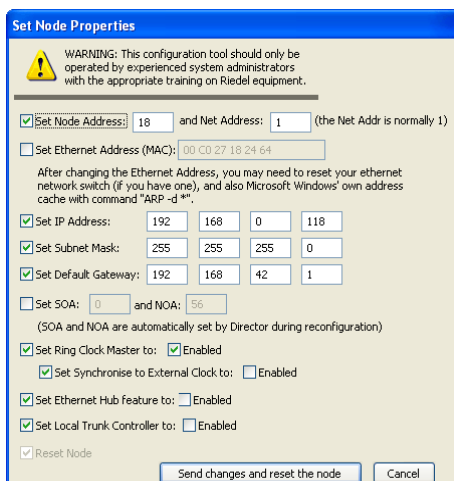 Set Node Properties
WARNING: This configuration tool should only be
operated by experienced system administrators
with the appropriate training on Riedel equipment.
Set Node Address: 18 and Net Address: 1 (the Net Addr is normally 1)
Set Ethernet Address (MAC): 00 C0 27 18 24 64
After changing the Ethernet Address, you may need to reset your ethernet
network switch (if you have one), and also Microsoft Windows' own address
cache with command "ARP -d *".
Set IP Address: 192 168 0 118
Set Subnet Mask: 255 255 255 0
Set Default Gateway: 192 168 42 1
Set SOA: 0 and NOA: 56
(SOA and NOA are automatically set by Director during reconfiguration)
Set Ring Clock Master to: Enabled
Set Synchronise to External Clock to: Enabled
Set Ethernet Hub feature to: Enabled
Set Local Trunk Controller to: Enabled
Reset Node
Send changes and reset the node Cancel